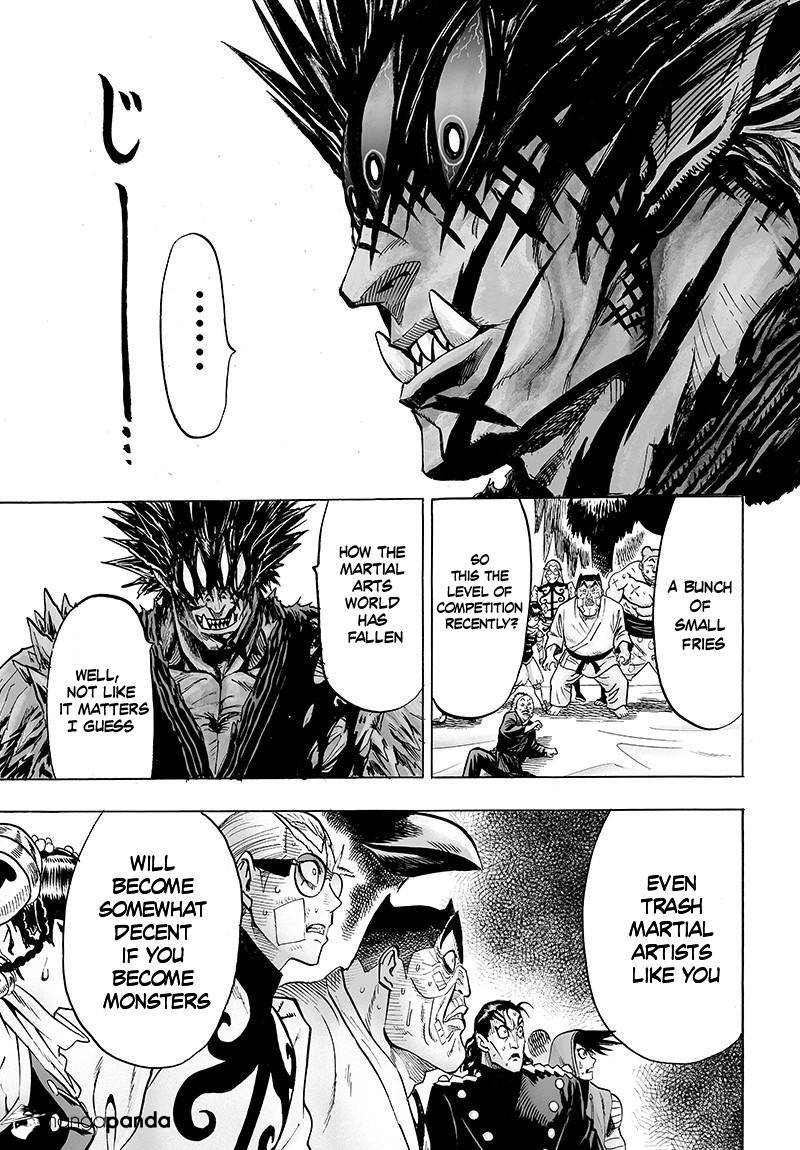 じー…
……
A BUNCH
OF
SMALL
FRIES
SO
THIS THE
LEVEL OF
COMPETITION
RECENTLY?
HOW THE
MARTIAL
ARTS
WORLD
HAS
FALLEN
WELL,
NOT LIKE
IT MATTERS
I GUESS
EVEN
TRASH
MARTIAL
ARTISTS
LIKE YOU
WILL
BECOME
SOMEWHAT
DECENT
IF YOU
BECOME
MONSTERS
mangapanda